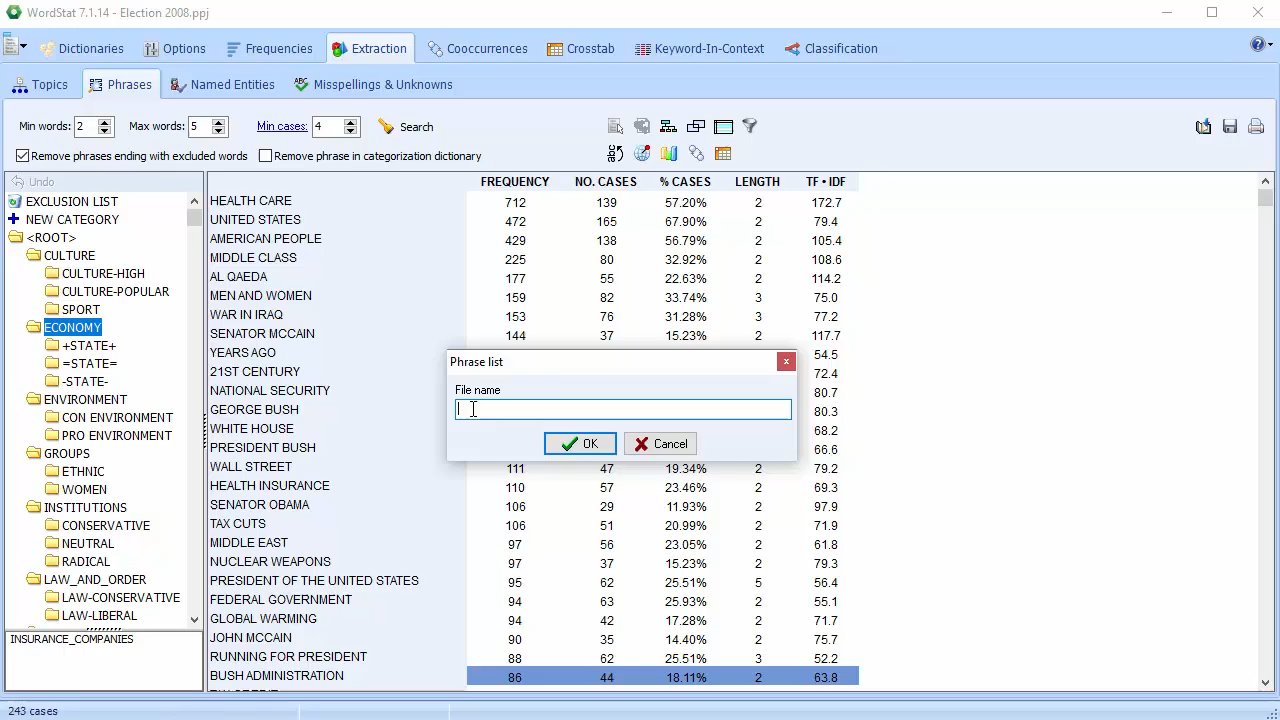 WordStat 7.1.14 - Election 2008.ppj
Dictionaries Options Frequencies Extraction Cooccurrences Crosstab Keyword-In-Context Classification
Topics Phrases Named Entities ABC Misspellings & Unknowns
Min words: 2 Max words: 5 Min cases: 4 Search
Remove phrases ending with excluded words Remove phrase in categorization dictionary
Undo
EXCLUSION LIST
NEW CATEGORY
<ROOT>
CULTURE
CULTURE-HIGH
CULTURE-POPULAR
SPORT
ECONOMY
+STATE+
=STATE=
-STATE-
ENVIRONMENT
CON ENVIRONMENT
PRO ENVIRONMENT
GROUPS
ETHNIC
WOMEN
INSTITUTIONS
CONSERVATIVE
NEUTRAL
RADICAL
LAW_AND_ORDER
LAW-CONSERVATIVE
LAW-LIBERAL
INSURANCE_COMPANIES
FREQUENCY NO. CASES % CASES LENGTH TF • IDF
HEALTH CARE 712 139 57.20% 2 172.7
UNITED STATES 472 165 67.90% 2 79.4
AMERICAN PEOPLE 429 138 56.79% 2 105.4
MIDDLE CLASS 225 80 32.92% 2 108.6
AL QAEDA 177 55 22.63% 2 114.2
MEN AND WOMEN 159 82 33.74% 3 75.0
WAR IN IRAQ 153 76 31.28% 3 77.2
SENATOR MCCAIN 144 37 15.23% 2 117.7
YEARS AGO 54.5
21ST CENTURY 72.4
NATIONAL SECURITY 80.7
GEORGE BUSH 80.3
WHITE HOUSE 68.2
PRESIDENT BUSH 66.6
WALL STREET 111 47 19.34% 2 79.2
HEALTH INSURANCE 110 57 23.46% 2 69.3
SENATOR OBAMA 106 29 11.93% 2 97.9
TAX CUTS 106 51 20.99% 2 71.9
MIDDLE EAST 97 56 23.05% 2 61.8
NUCLEAR WEAPONS 97 37 15.23% 2 79.3
PRESIDENT OF THE UNITED STATES 95 62 25.51% 5 56.4
FEDERAL GOVERNMENT 94 63 25.93% 2 55.1
GLOBAL WARMING 94 42 17.28% 2 71.7
JOHN MCCAIN 90 35 14.40% 2 75.7
RUNNING FOR PRESIDENT 88 62 25.51% 3 52.2
BUSH ADMINISTRATION 86 44 18.11% 2 63.8
Phrase list
File name
OK Cancel
243 cases